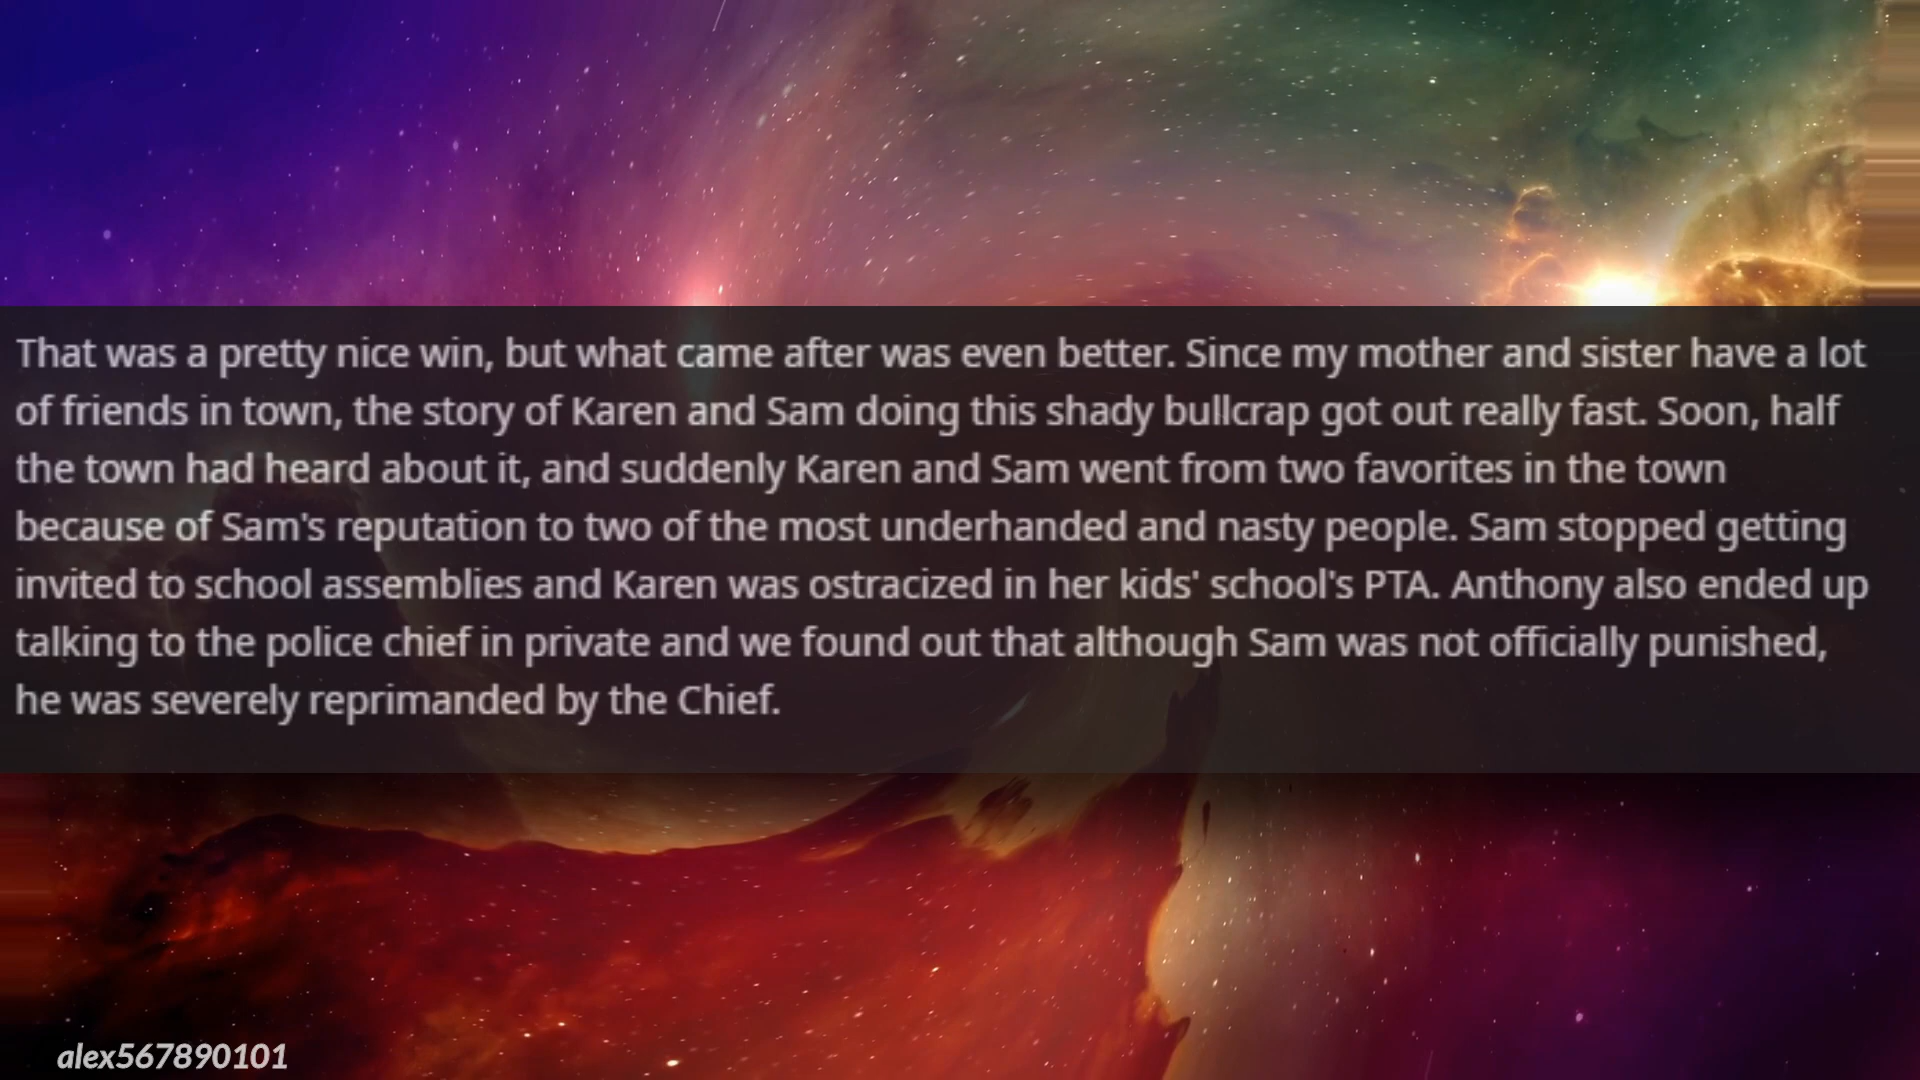 That was a pretty nice win, but what came after was even better. Since my mother and sister have a lot
of friends in town, the story of Karen and Sam doing this shady bullcrap got out really fast. Soon, half
the town had heard about it, and suddenly Karen and Sam went from two favorites in the town
because of Sam's reputation to two of the most underhanded and nasty people. Sam stopped getting
invited to school assemblies and Karen was ostracized in her kids' school's PTA. Anthony also ended up
talking to the police chief in private and we found out that although Sam was not officially punished,
he was severely reprimanded by the Chief.
alex567890101